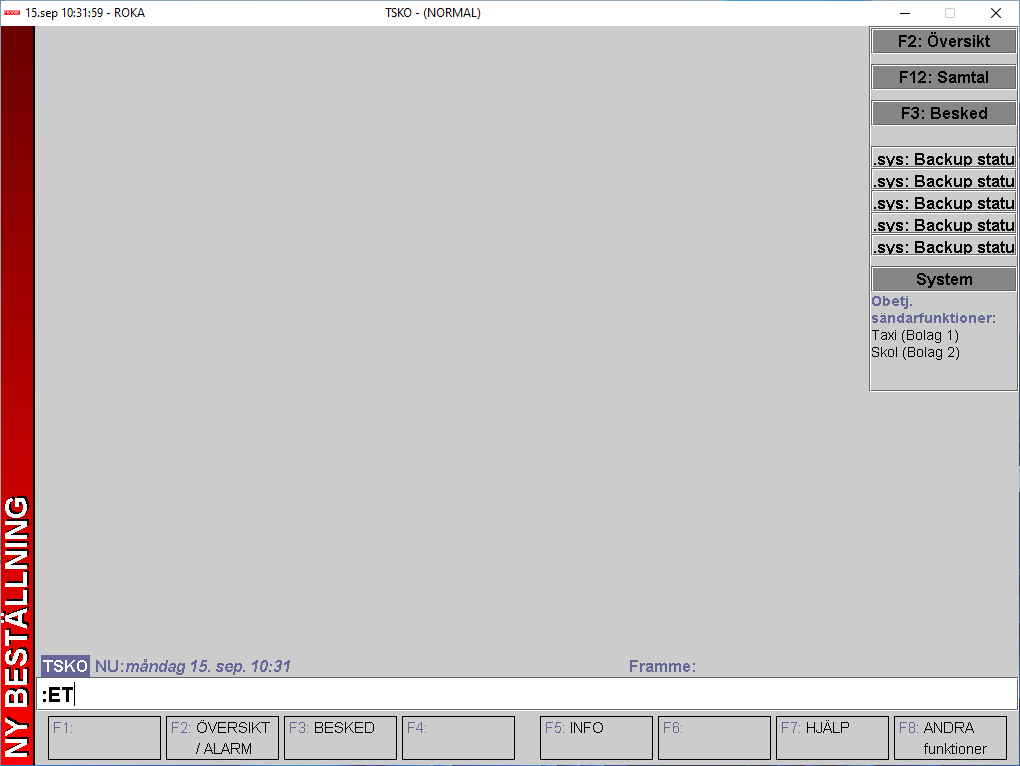 15.sep 10:31:59 - ROKA
TSKO - (NORMAL)
F2: Översikt
F12: Samtal
F3: Besked
.sys: Backup statu
.sys: Backup statu
.sys: Backup statu
.sys: Backup statu
.sys: Backup statu
System
Obetj.
sändarfunktioner:
Taxi (Bolag 1)
Skol (Bolag 2)
NY BESTÄLLNING
TSKO NU:måndag 15. sep. 10:31 Framme:
:ET
F1:
F2: ÖVERSIKT
/ ALARM
F3: BESKED
F4:
F5: INFO
F6:
F7: HJÄLP
F8: ANDRA
funktioner